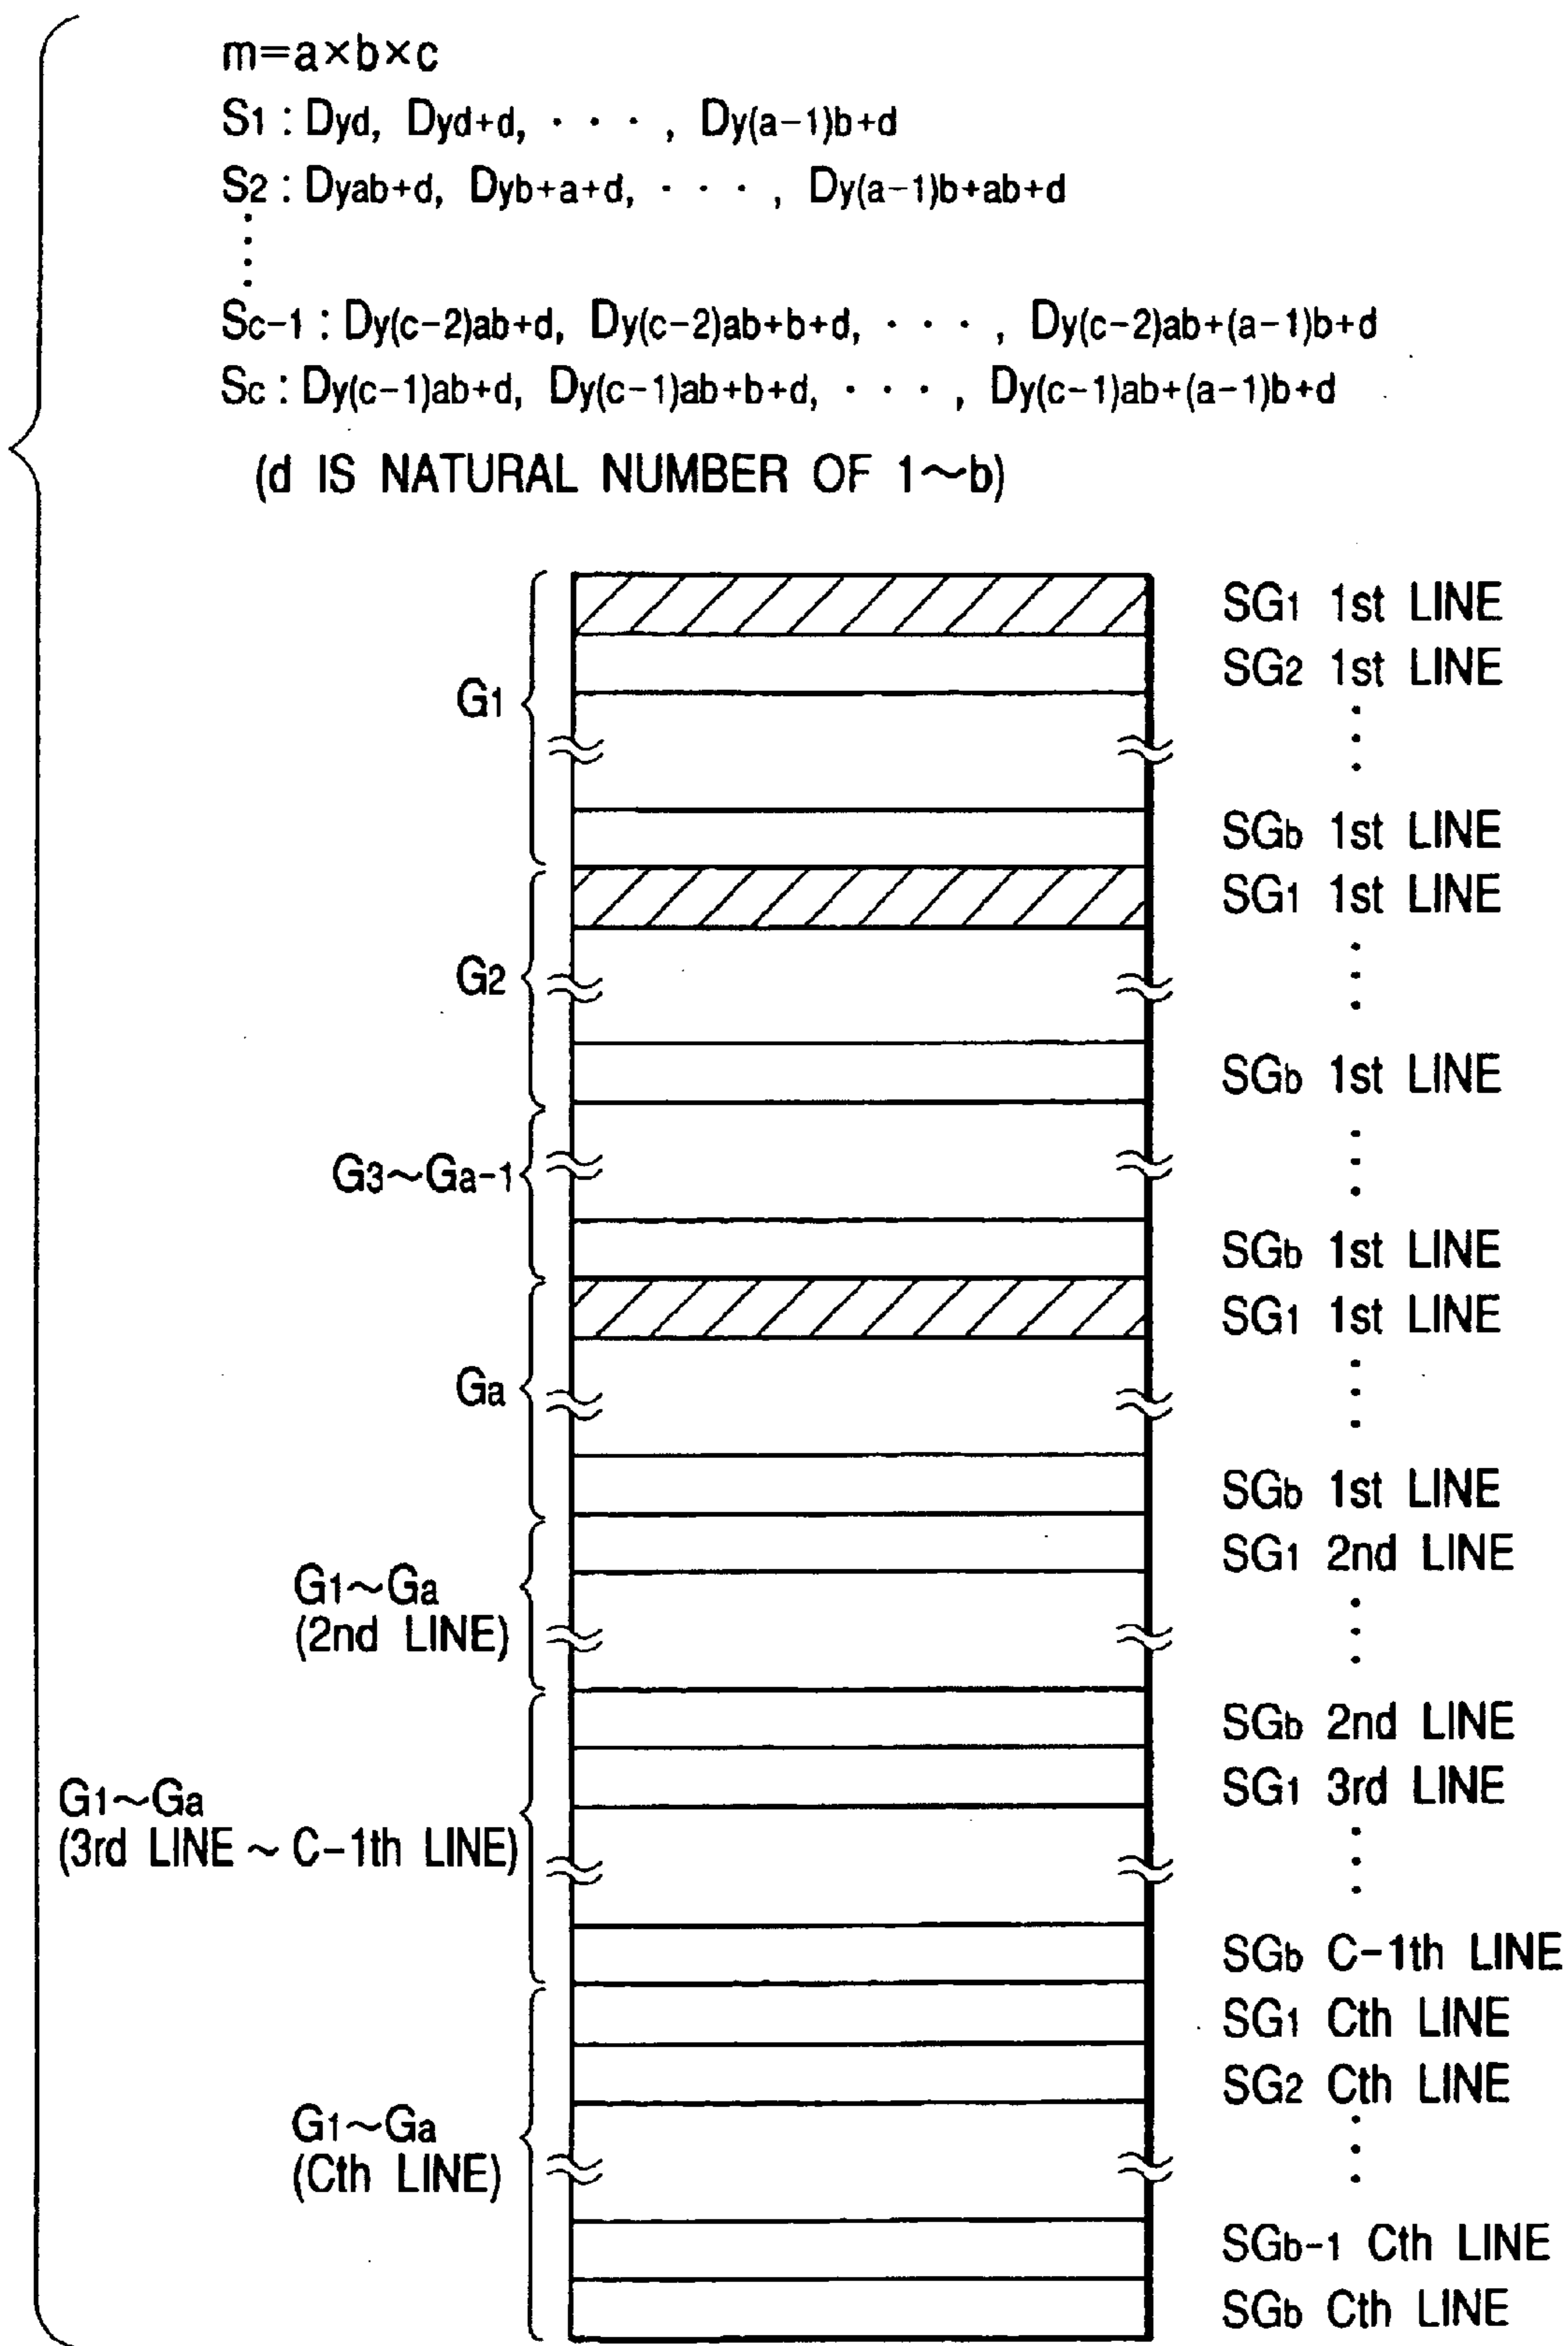 m=a×b×c
S1 : Dyd, Dyd+d, · · · , Dy(a-1)b+d
S2 : Dyab+d, Dyb+a+d, · · · , Dy(a-1)b+ab+d
Sc-1 : Dy(c-2)ab+d, Dy(c-2)ab+b+d, · · · , Dy(c-2)ab+(a-1)b+d
Sc : Dy(c-1)ab+d, Dy(c-1)ab+b+d, · · · , Dy(c-1)ab+(a-1)b+d
(d IS NATURAL NUMBER OF 1~b)
SG1 1st LINE
SG2 1st LINE
G1
SGb 1st LINE
SG1 1st LINE
G2
SGb 1st LINE
G3~Ga-1
SGb 1st LINE
SG1 1st LINE
Ga
SGb 1st LINE
SG1 2nd LINE
G1~Ga
(2nd LINE)
SGb 2nd LINE
SG1 3rd LINE
G1~Ga
(3rd LINE ~ C-1th LINE)
SGb C-1th LINE
SG1 Cth LINE
SG2 Cth LINE
G1~Ga
(Cth LINE)
SGb-1 Cth LINE
SGb Cth LINE